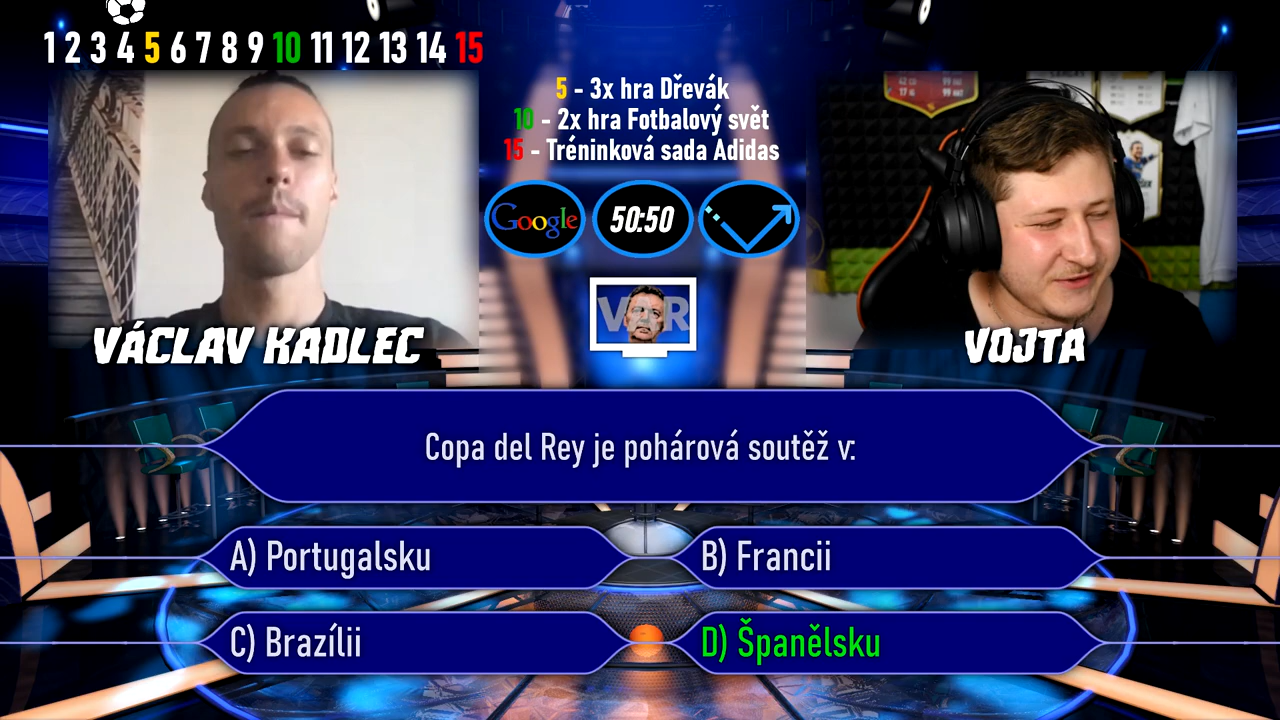 1 2 3 4 5 6 7 8 9 10 11 12 13 14 15
5 - 3x hra Dřevák
10 - 2x hra Fotbalový svět
15 - Tréninková sada Adidas
Google
50:50
VAR
VÁCLAV KADLEC
VOJTA
Copa del Rey je pohárová soutěž v:
A) Portugalsku
B) Francii
C) Brazílii
D) Španělsku